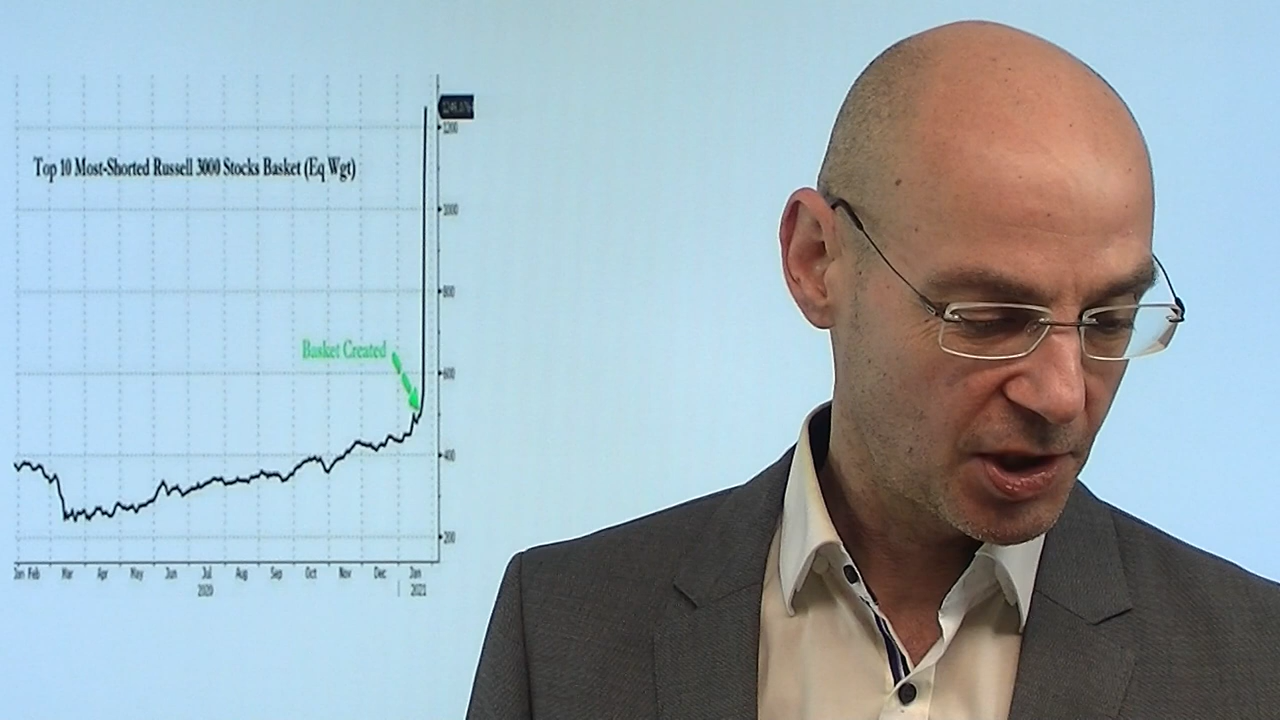 1200
Top 10 Most-Shorted Russell 3000 Stocks Basket (Eq Wgt)
1000
800
Basket Created
600
400
200
Jan Feb Mar Apr May Jun Jul Aug Sep Oct Nov Dec Jan
2020 2021